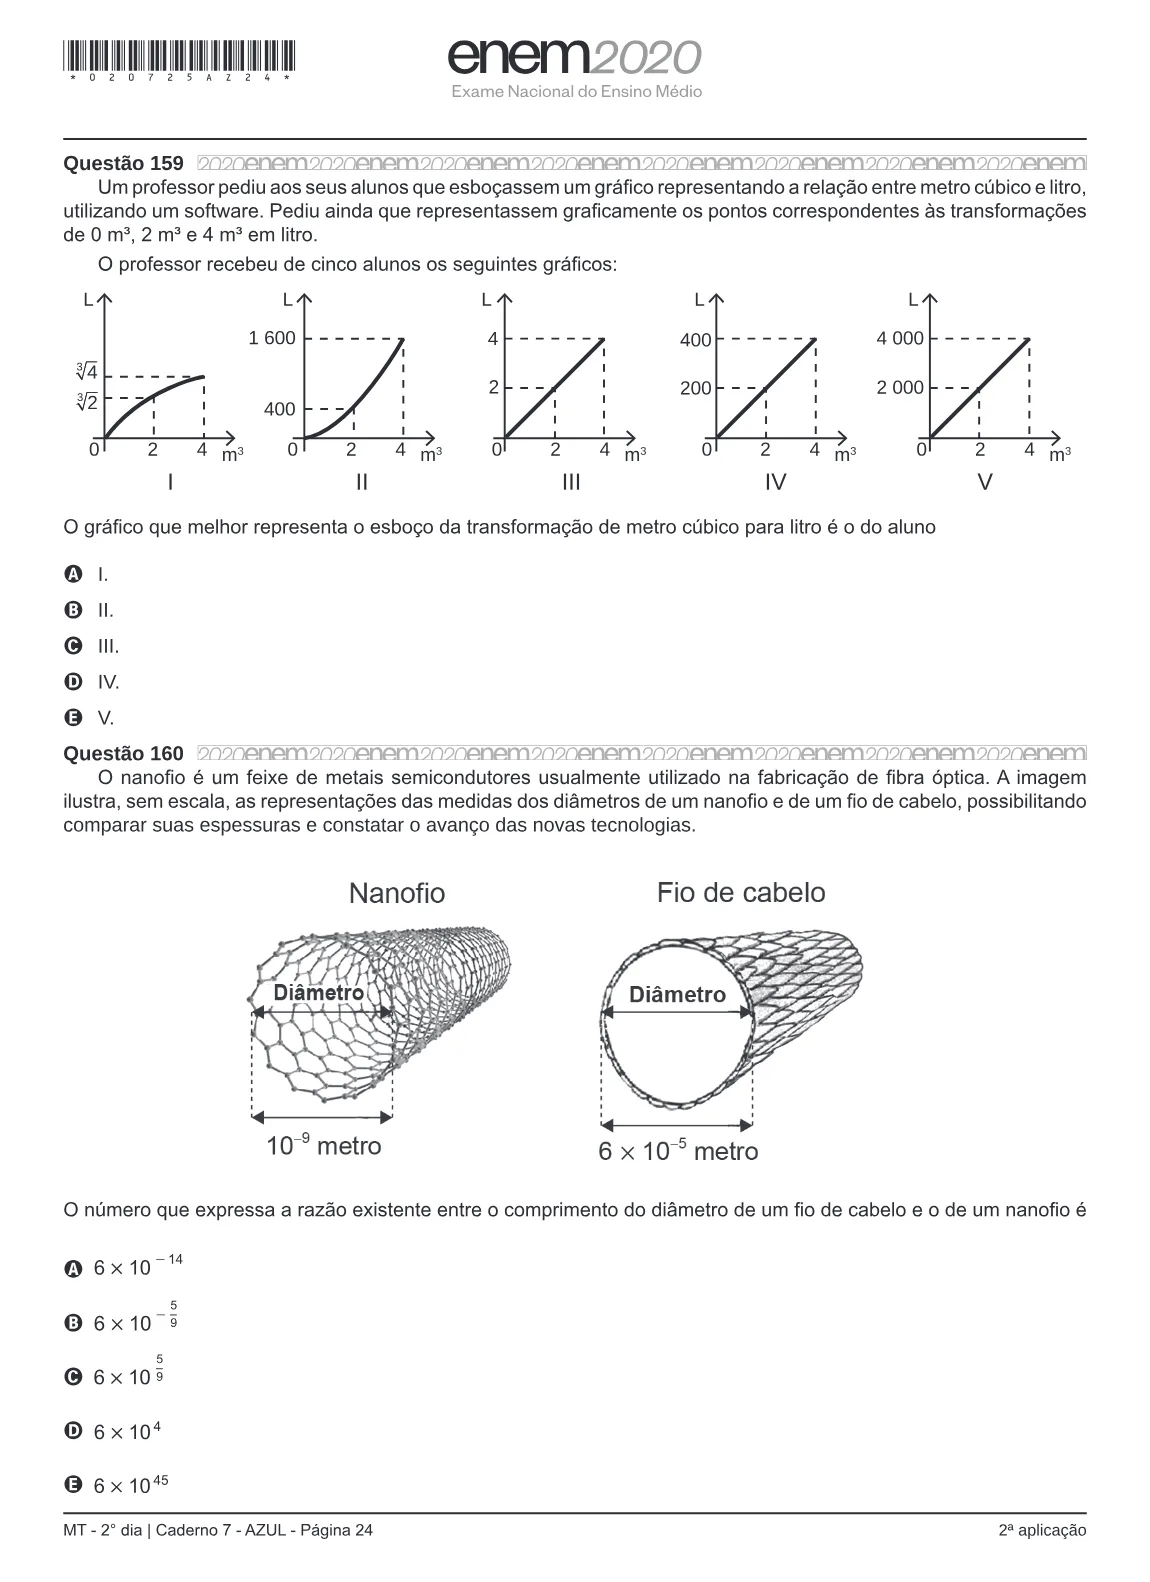 *020725AZ24*
enem2020
Exame Nacional do Ensino Médio
Questão 159 2020enem2020enem2020enem2020enem2020enem2020enem2020enem2020enem
Um professor pediu aos seus alunos que esboçassem um gráfico representando a relação entre metro cúbico e litro,
utilizando um software. Pediu ainda que representassem graficamente os pontos correspondentes às transformações
de 0 m³, 2 m³ e 4 m³ em litro.
O professor recebeu de cinco alunos os seguintes gráficos:
L L L L L
∛4 1 600 4 400 4 000
∛2 400 2 200 2 000
0 2 4 m³ 0 2 4 m³ 0 2 4 m³ 0 2 4 m³ 0 2 4 m³
I II III IV V
O gráfico que melhor representa o esboço da transformação de metro cúbico para litro é o do aluno
A I.
B II.
C III.
D IV.
E V.
Questão 160 2020enem2020enem2020enem2020enem2020enem2020enem2020enem2020enem
O nanofio é um feixe de metais semicondutores usualmente utilizado na fabricação de fibra óptica. A imagem
ilustra, sem escala, as representações das medidas dos diâmetros de um nanofio e de um fio de cabelo, possibilitando
comparar suas espessuras e constatar o avanço das novas tecnologias.
Nanofio Fio de cabelo
Diâmetro Diâmetro
10⁻⁹ metro 6 × 10⁻⁵ metro
O número que expressa a razão existente entre o comprimento do diâmetro de um fio de cabelo e o de um nanofio é
A 6 × 10⁻¹⁴
B 6 × 10^(−5/9)
C 6 × 10^(5/9)
D 6 × 10⁴
E 6 × 10⁴⁵
MT - 2° dia | Caderno 7 - AZUL - Página 24 2ª aplicação